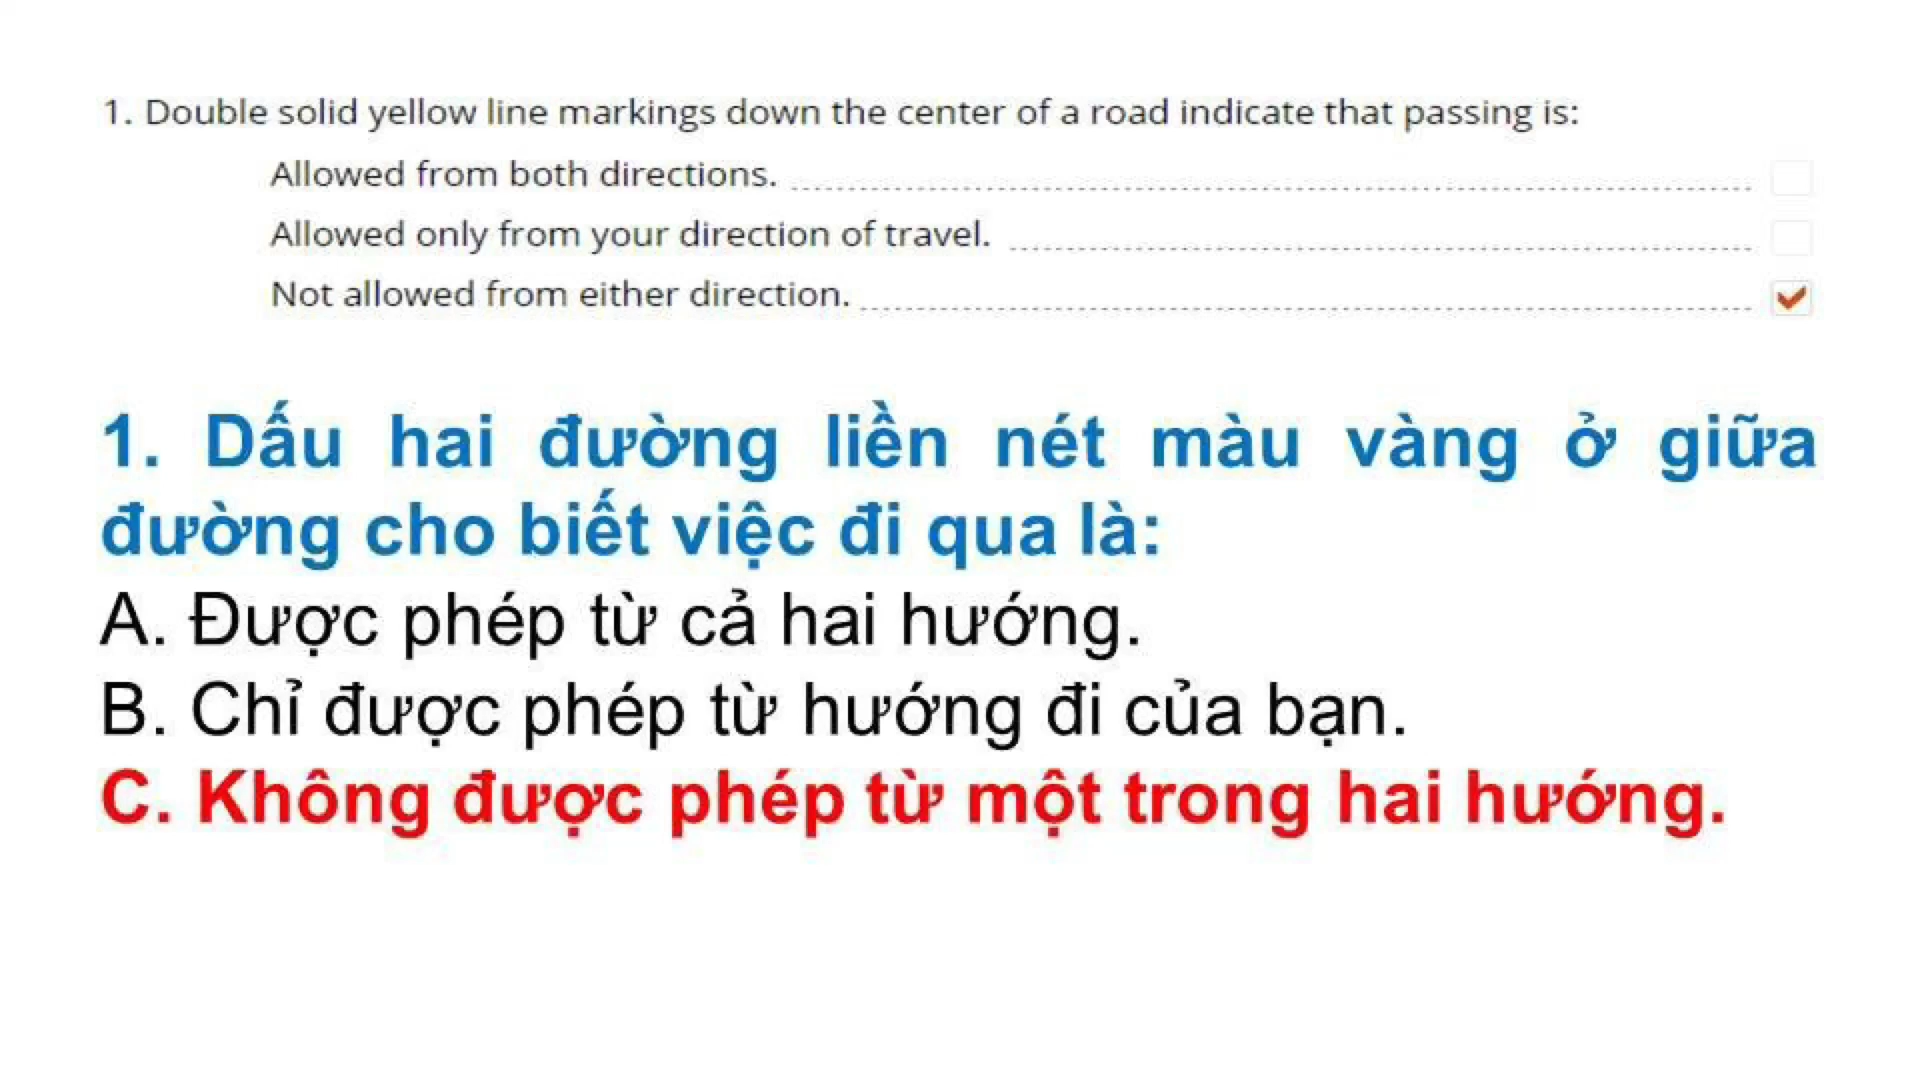 1. Double solid yellow line markings down the center of a road indicate that passing is:
Allowed from both directions.
Allowed only from your direction of travel.
Not allowed from either direction.
1. Dấu hai đường liền nét màu vàng ở giữa
đường cho biết việc đi qua là:
A. Được phép từ cả hai hướng.
B. Chỉ được phép từ hướng đi của bạn.
C. Không được phép từ một trong hai hướng.